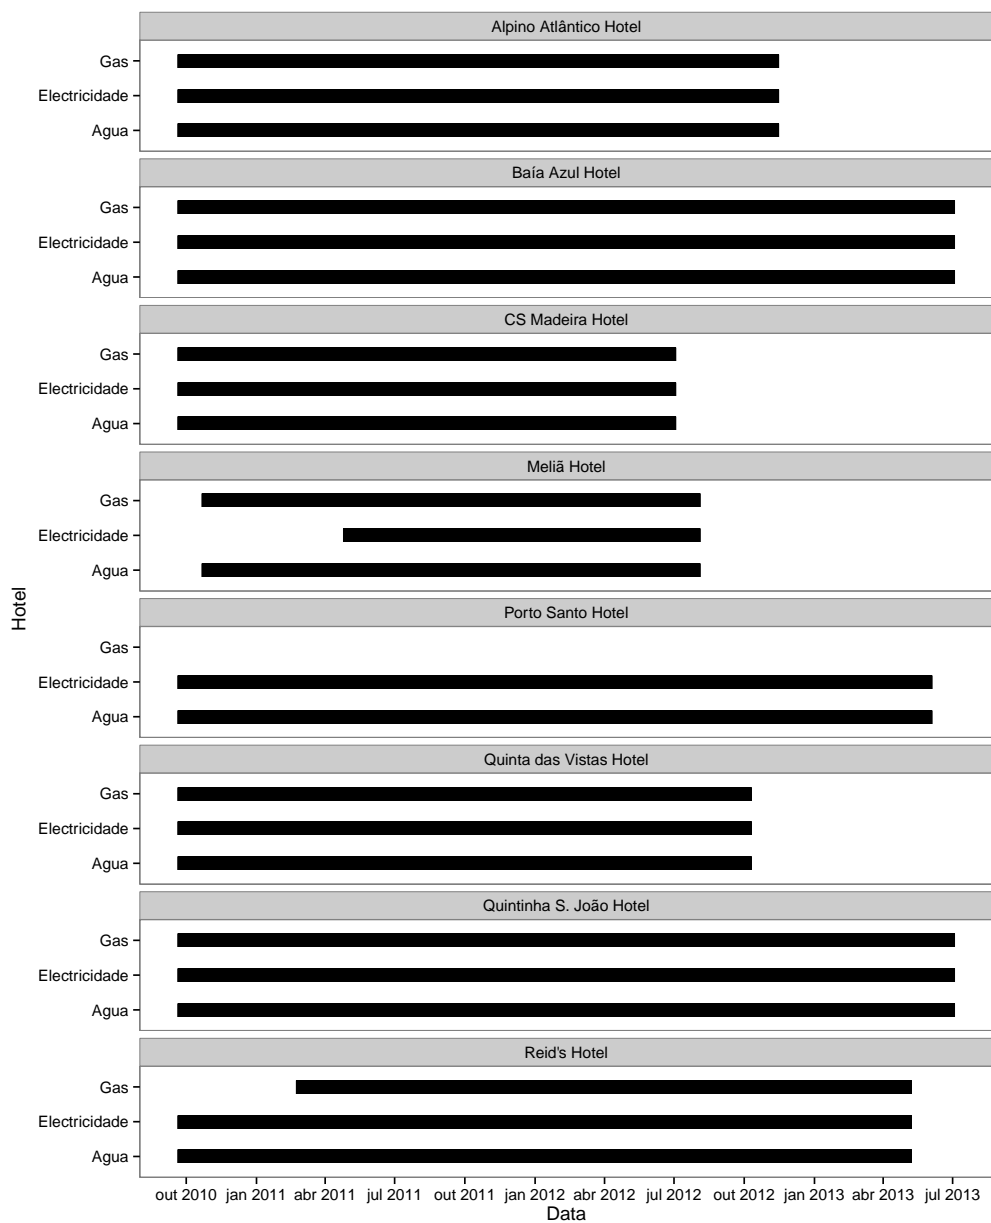 Alpino Atlântico Hotel
Gas
Electricidade
Agua
Baía Azul Hotel
Gas
Electricidade
Agua
CS Madeira Hotel
Gas
Electricidade
Agua
Meliã Hotel
Gas
Electricidade
Agua
Porto Santo Hotel
Gas
Electricidade
Agua
Quinta das Vistas Hotel
Gas
Electricidade
Agua
Quintinha S. João Hotel
Gas
Electricidade
Agua
Reid's Hotel
Gas
Electricidade
Agua
out 2010 jan 2011 abr 2011 jul 2011 out 2011 jan 2012 abr 2012 jul 2012 out 2012 jan 2013 abr 2013 jul 2013
Data
Hotel